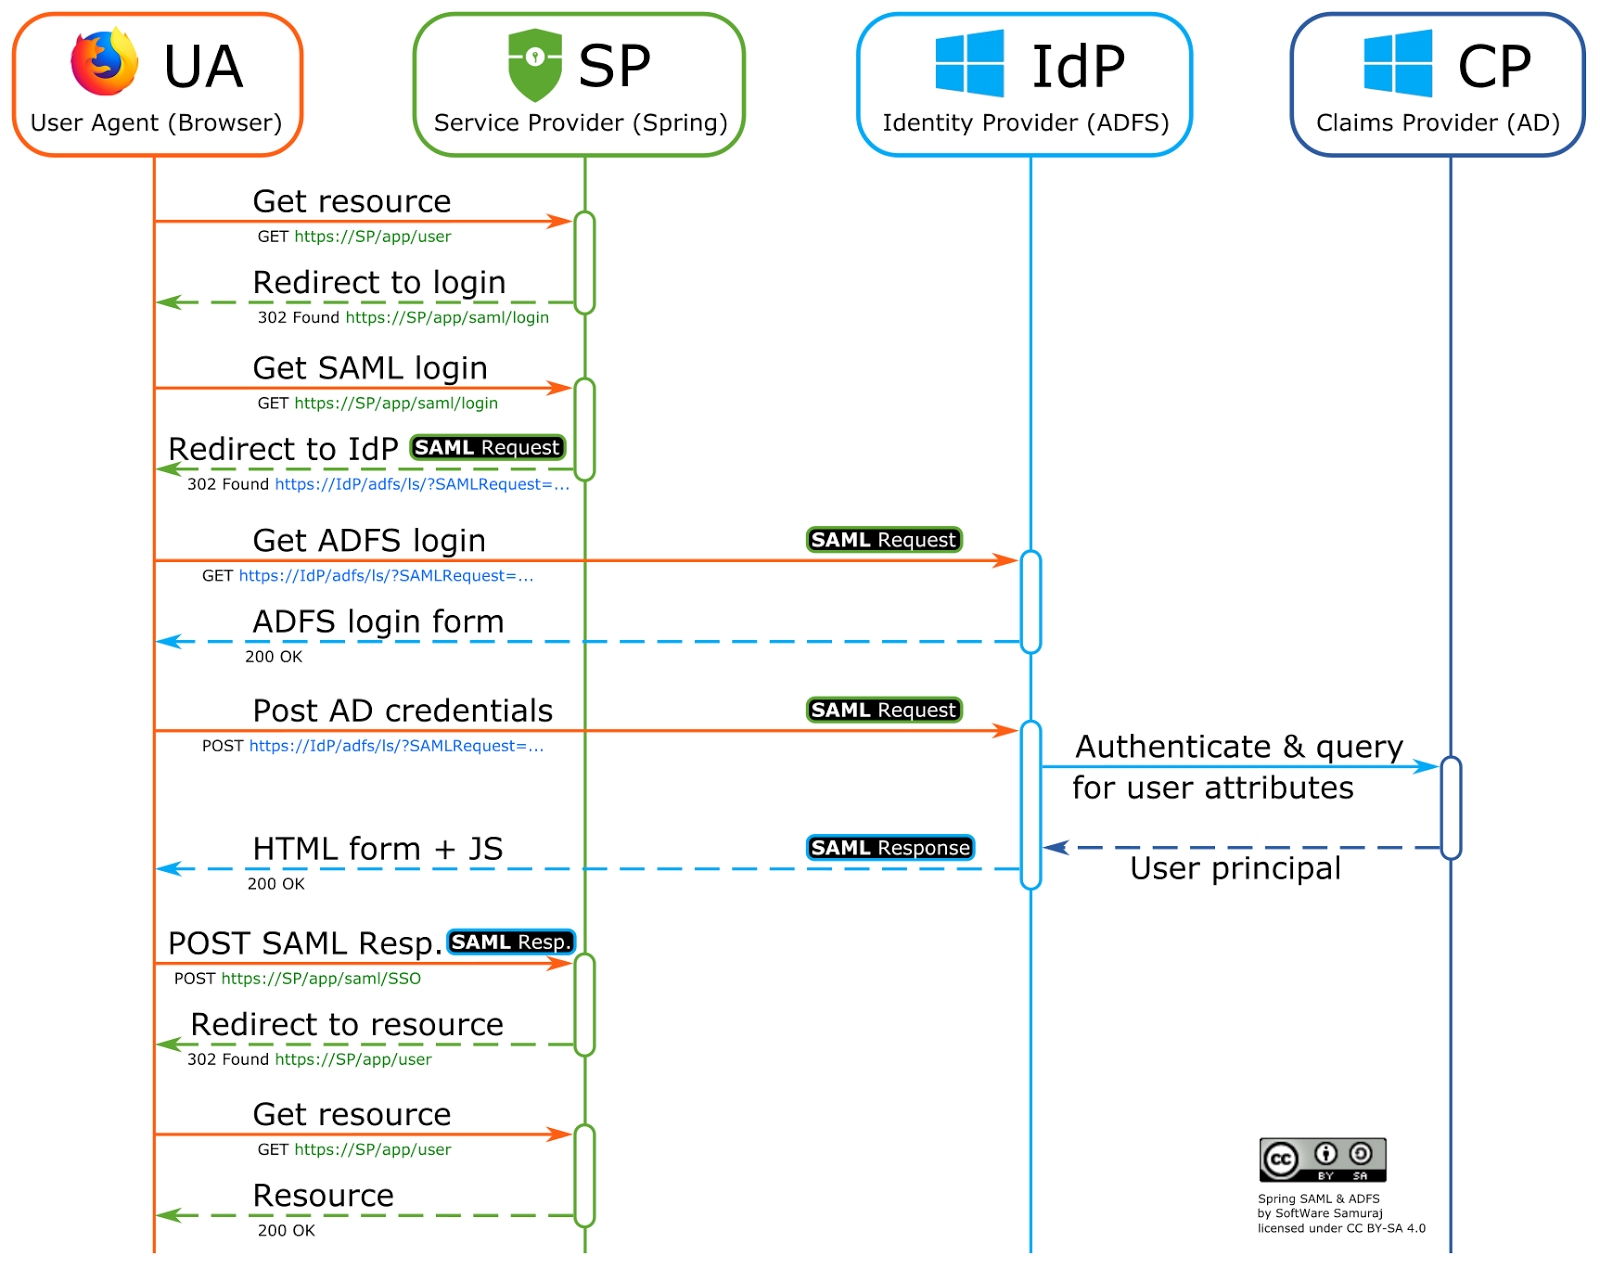 UA
User Agent (Browser)
SP
Service Provider (Spring)
IdP
Identity Provider (ADFS)
CP
Claims Provider (AD)
Get resource
GET https://SP/app/user
Redirect to login
302 Found https://SP/app/saml/login
Get SAML login
GET https://SP/app/saml/login
Redirect to IdP SAML Request
302 Found https://IdP/adfs/ls/?SAMLRequest=...
Get ADFS login SAML Request
GET https://IdP/adfs/ls/?SAMLRequest=...
ADFS login form
200 OK
Post AD credentials SAML Request
POST https://IdP/adfs/ls/?SAMLRequest=...
Authenticate & query
for user attributes
User principal
HTML form + JS SAML Response
200 OK
POST SAML Resp. SAML Resp.
POST https://SP/app/saml/SSO
Redirect to resource
302 Found https://SP/app/user
Get resource
GET https://SP/app/user
Resource
200 OK
cc
BY SA
Spring SAML & ADFS
by SoftWare Samuraj
licensed under CC BY-SA 4.0